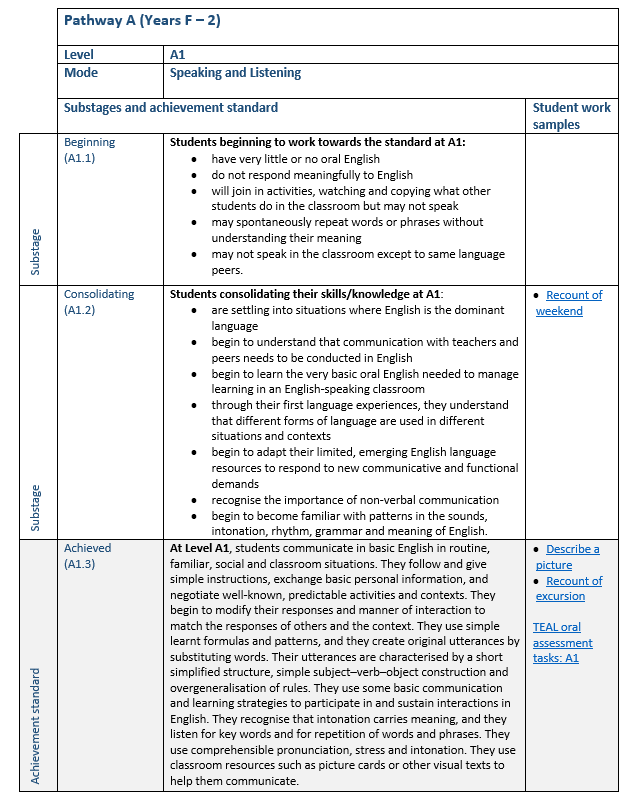 Pathway A (Years F – 2)
Level
A1
Mode
Speaking and Listening
Substages and achievement standard
Student work
samples
Substage
Beginning
(A1.1)
Students beginning to work towards the standard at A1:
• have very little or no oral English
• do not respond meaningfully to English
• will join in activities, watching and copying what other
students do in the classroom but may not speak
• may spontaneously repeat words or phrases without
understanding their meaning
• may not speak in the classroom except to same language
peers.
Substage
Consolidating
(A1.2)
Students consolidating their skills/knowledge at A1:
• are settling into situations where English is the dominant
language
• begin to understand that communication with teachers and
peers needs to be conducted in English
• begin to learn the very basic oral English needed to manage
learning in an English-speaking classroom
• through their first language experiences, they understand
that different forms of language are used in different
situations and contexts
• begin to adapt their limited, emerging English language
resources to respond to new communicative and functional
demands
• recognise the importance of non-verbal communication
• begin to become familiar with patterns in the sounds,
intonation, rhythm, grammar and meaning of English.
• Recount of
weekend
Achievement standard
Achieved
(A1.3)
At Level A1, students communicate in basic English in routine,
familiar, social and classroom situations. They follow and give
simple instructions, exchange basic personal information, and
negotiate well-known, predictable activities and contexts. They
begin to modify their responses and manner of interaction to
match the responses of others and the context. They use simple
learnt formulas and patterns, and they create original utterances by
substituting words. Their utterances are characterised by a short
simplified structure, simple subject–verb–object construction and
overgeneralisation of rules. They use some basic communication
and learning strategies to participate in and sustain interactions in
English. They recognise that intonation carries meaning, and they
listen for key words and for repetition of words and phrases. They
use comprehensible pronunciation, stress and intonation. They use
classroom resources such as picture cards or other visual texts to
help them communicate.
• Describe a
picture
• Recount of
excursion
TEAL oral
assessment
tasks: A1